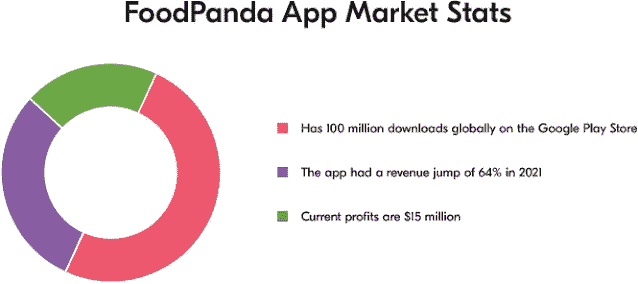 FoodPanda App Market Stats
Has 100 million downloads globally on the Google Play Store
The app had a revenue jump of 64% in 2021
Current profits are $15 million